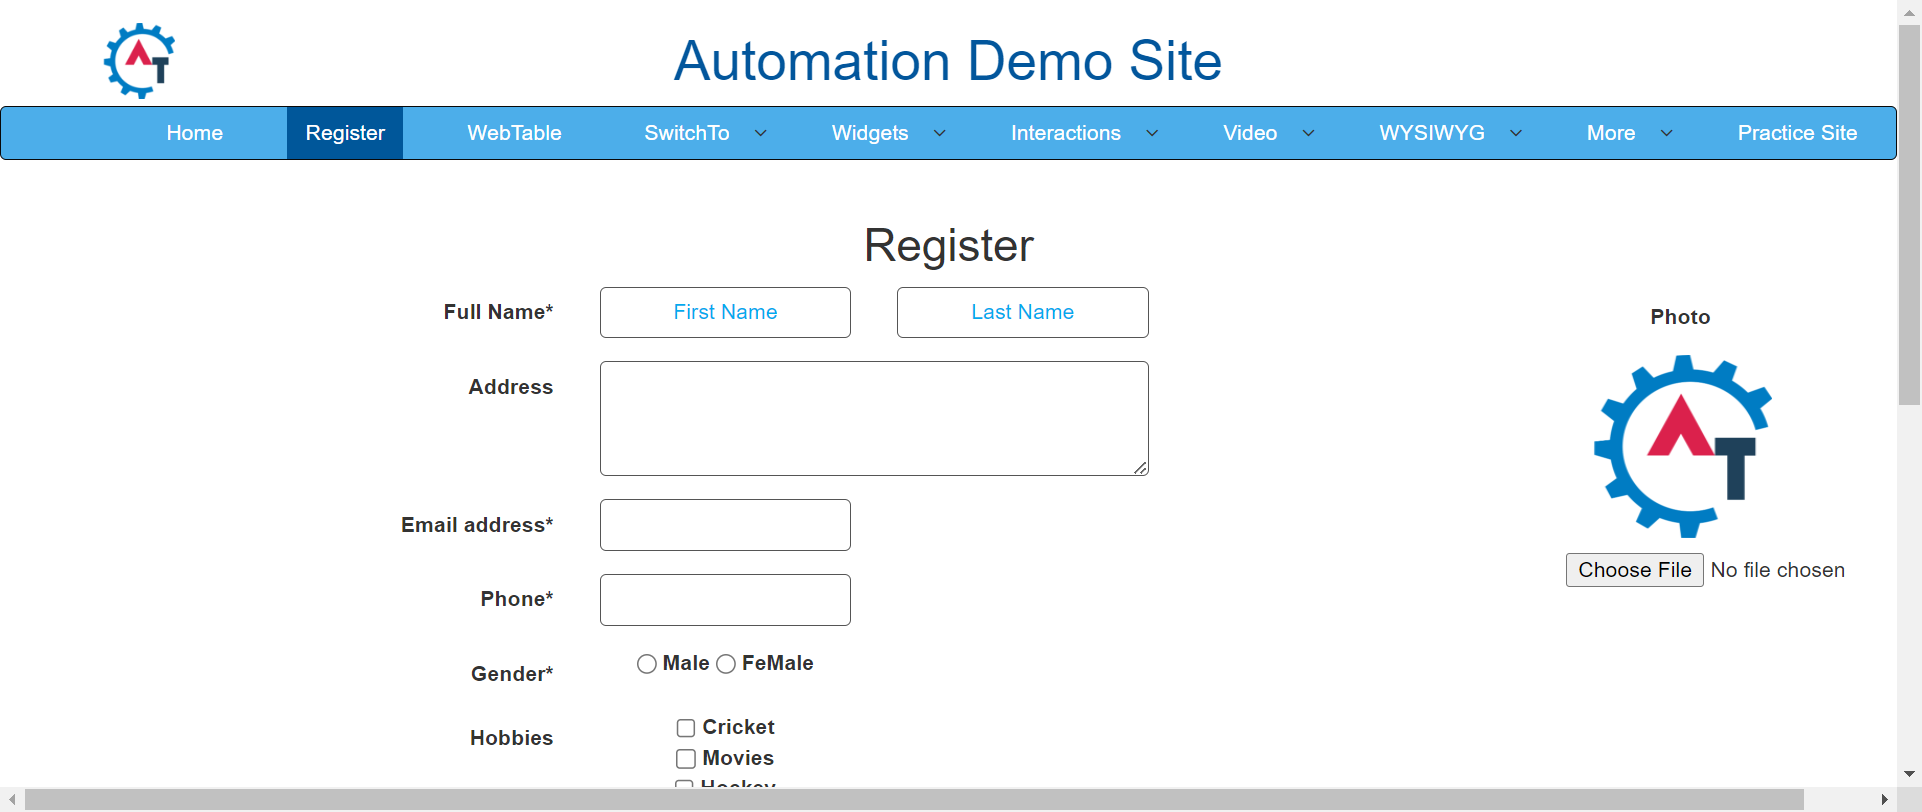 AT
Automation Demo Site
Home Register WebTable SwitchTo Widgets Interactions Video WYSIWYG More Practice Site
Register
Full Name* First Name Last Name
Photo
Address
AT
Email address*
Choose File No file chosen
Phone*
Gender* Male FeMale
Hobbies Cricket
Movies
Hockey